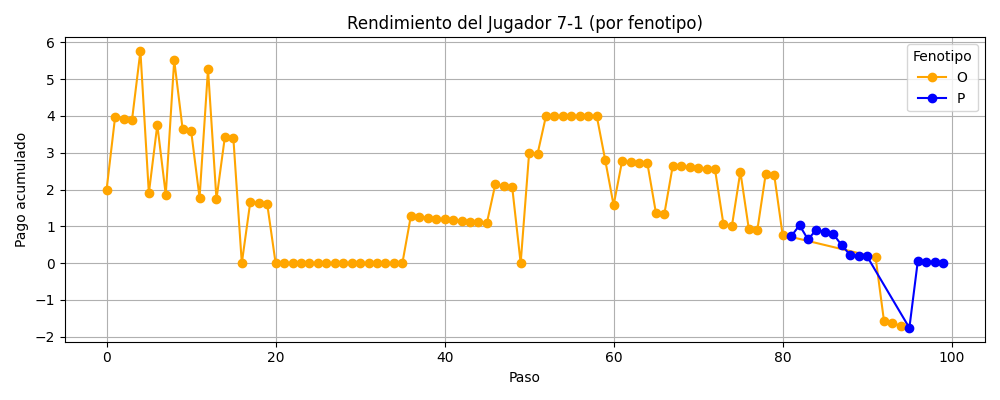 Rendimiento del Jugador 7-1 (por fenotipo)
Pago acumulado
6
5
4
3
2
1
0
−1
−2
0 20 40 60 80 100
Paso
Fenotipo
O
P